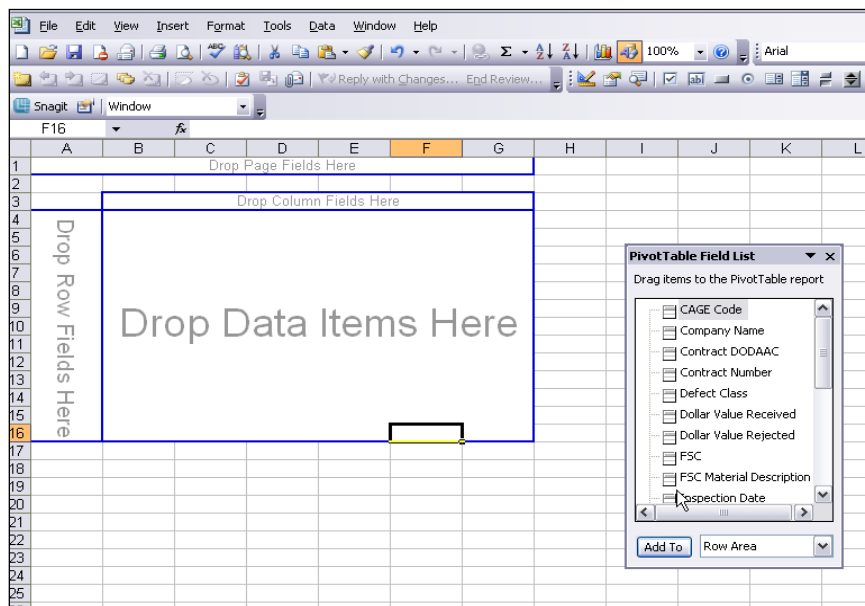 File Edit View Insert Format Tools Data Window Help
Σ A Z Z A 100% Arial
Reply with Changes... End Review... ab
Snagit Window
F16 fx
A B C D E F G H I J K L
1 Drop Page Fields Here
2
3 Drop Column Fields Here
4
5
6
7
8
9
10
11
12
13
14
15
16
17
18
19
20
21
22
23
24
25
Drop Row Fields Here
Drop Data Items Here
PivotTable Field List
Drag items to the PivotTable report
CAGE Code
Company Name
Contract DODAAC
Contract Number
Defect Class
Dollar Value Received
Dollar Value Rejected
FSC
FSC Material Description
Inspection Date
Add To Row Area